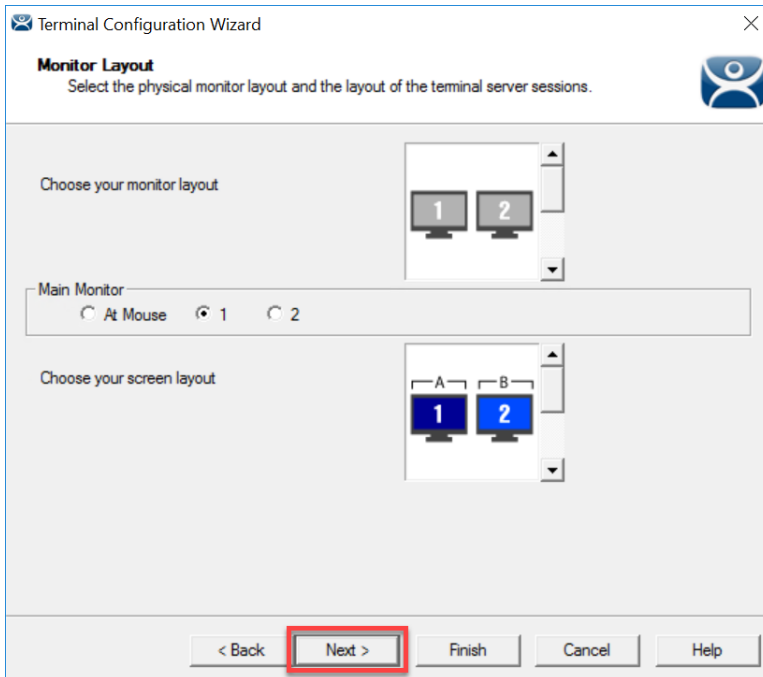 Terminal Configuration Wizard
Monitor Layout
Select the physical monitor layout and the layout of the terminal server sessions.
Choose your monitor layout
1 2
Main Monitor
At Mouse 1 2
Choose your screen layout
A B
1 2
< Back Next > Finish Cancel Help